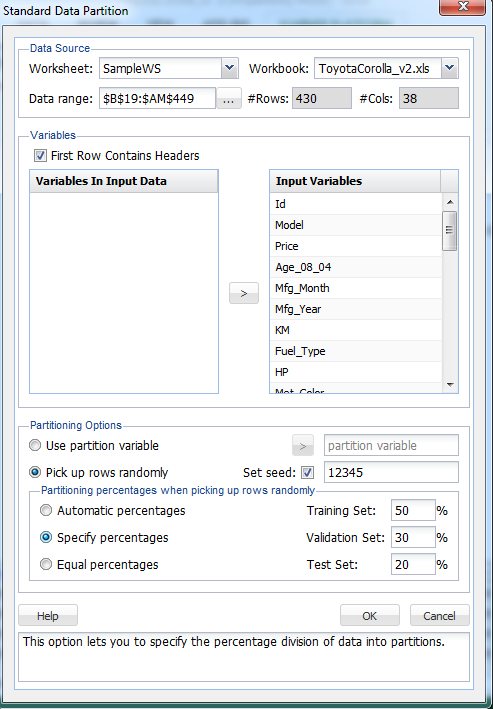 Standard Data Partition
Data Source
Worksheet: SampleWS Workbook: ToyotaCorolla_v2.xls
Data range: $B$19:$AM$449 ... #Rows: 430 #Cols: 38
Variables
First Row Contains Headers
Variables In Input Data Input Variables
Id
Model
Price
Age_08_04
Mfg_Month
>
Mfg_Year
KM
Fuel_Type
HP
Met_Color
Partitioning Options
Use partition variable > partition variable
Pick up rows randomly Set seed: 12345
Partitioning percentages when picking up rows randomly
Automatic percentages Training Set: 50 %
Specify percentages Validation Set: 30 %
Equal percentages Test Set: 20 %
Help OK Cancel
This option lets you to specify the percentage division of data into partitions.